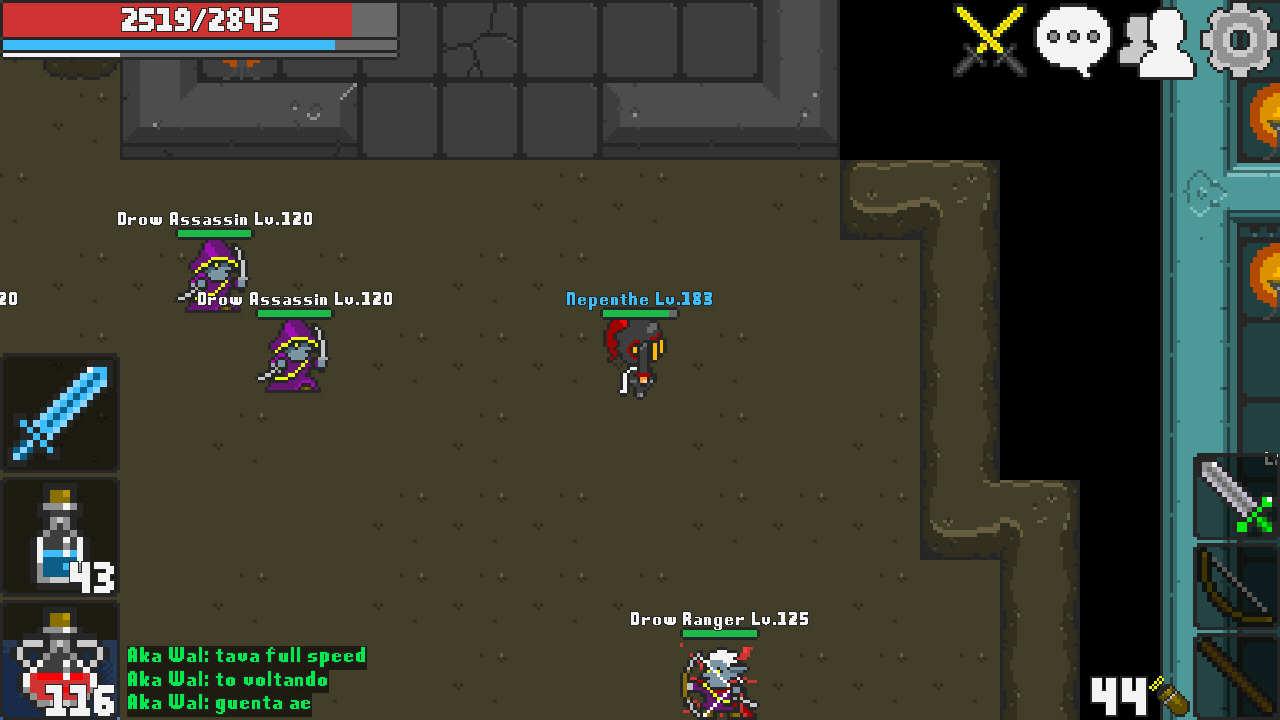 2519/2845
Drow Assassin Lv.120
20
Drow Assassin Lv.120
Nepenthe Lv.183
Drow Ranger Lv.125
43
116
Aka Wal: tava full speed
Aka Wal: to voltando
Aka Wal: guenta ae
44